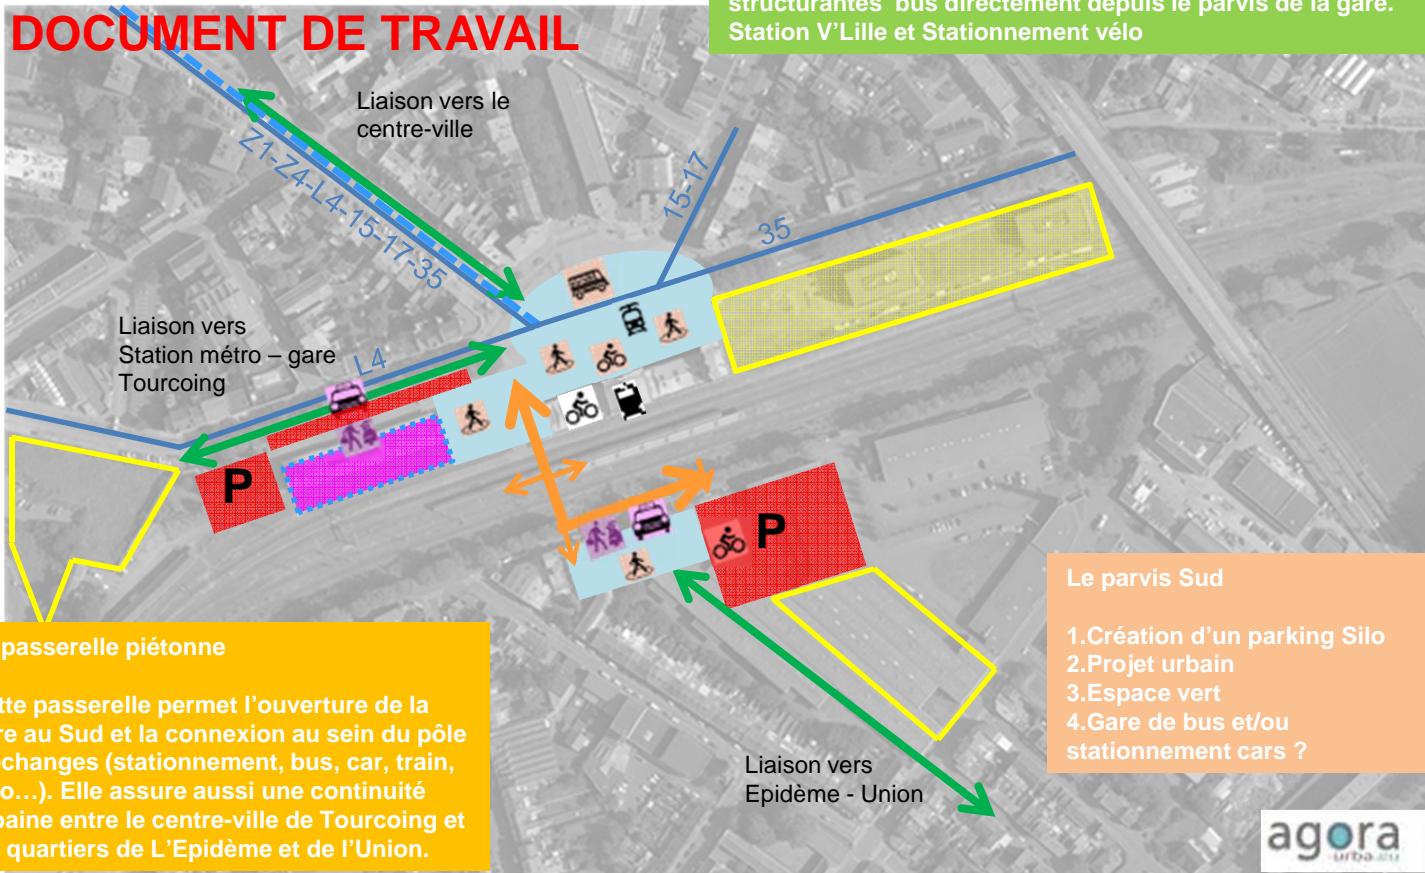 structurantes bus directement depuis le parvis de la gare.
Station V’Lille et Stationnement vélo
DOCUMENT DE TRAVAIL
Liaison vers le
centre-ville
Z1-Z4-L4-15-17-35
15-17
35
Liaison vers
Station métro – gare
Tourcoing
L4
P
P
Le parvis Sud
1.Création d’un parking Silo
2.Projet urbain
3.Espace vert
4.Gare de bus et/ou
stationnement cars ?
passerelle piétonne
tte passerelle permet l’ouverture de la
re au Sud et la connexion au sein du pôle
échanges (stationnement, bus, car, train,
o…). Elle assure aussi une continuité
baine entre le centre-ville de Tourcoing et
quartiers de L’Epidème et de l’Union.
Liaison vers
Epidème - Union
agora
urba.eu